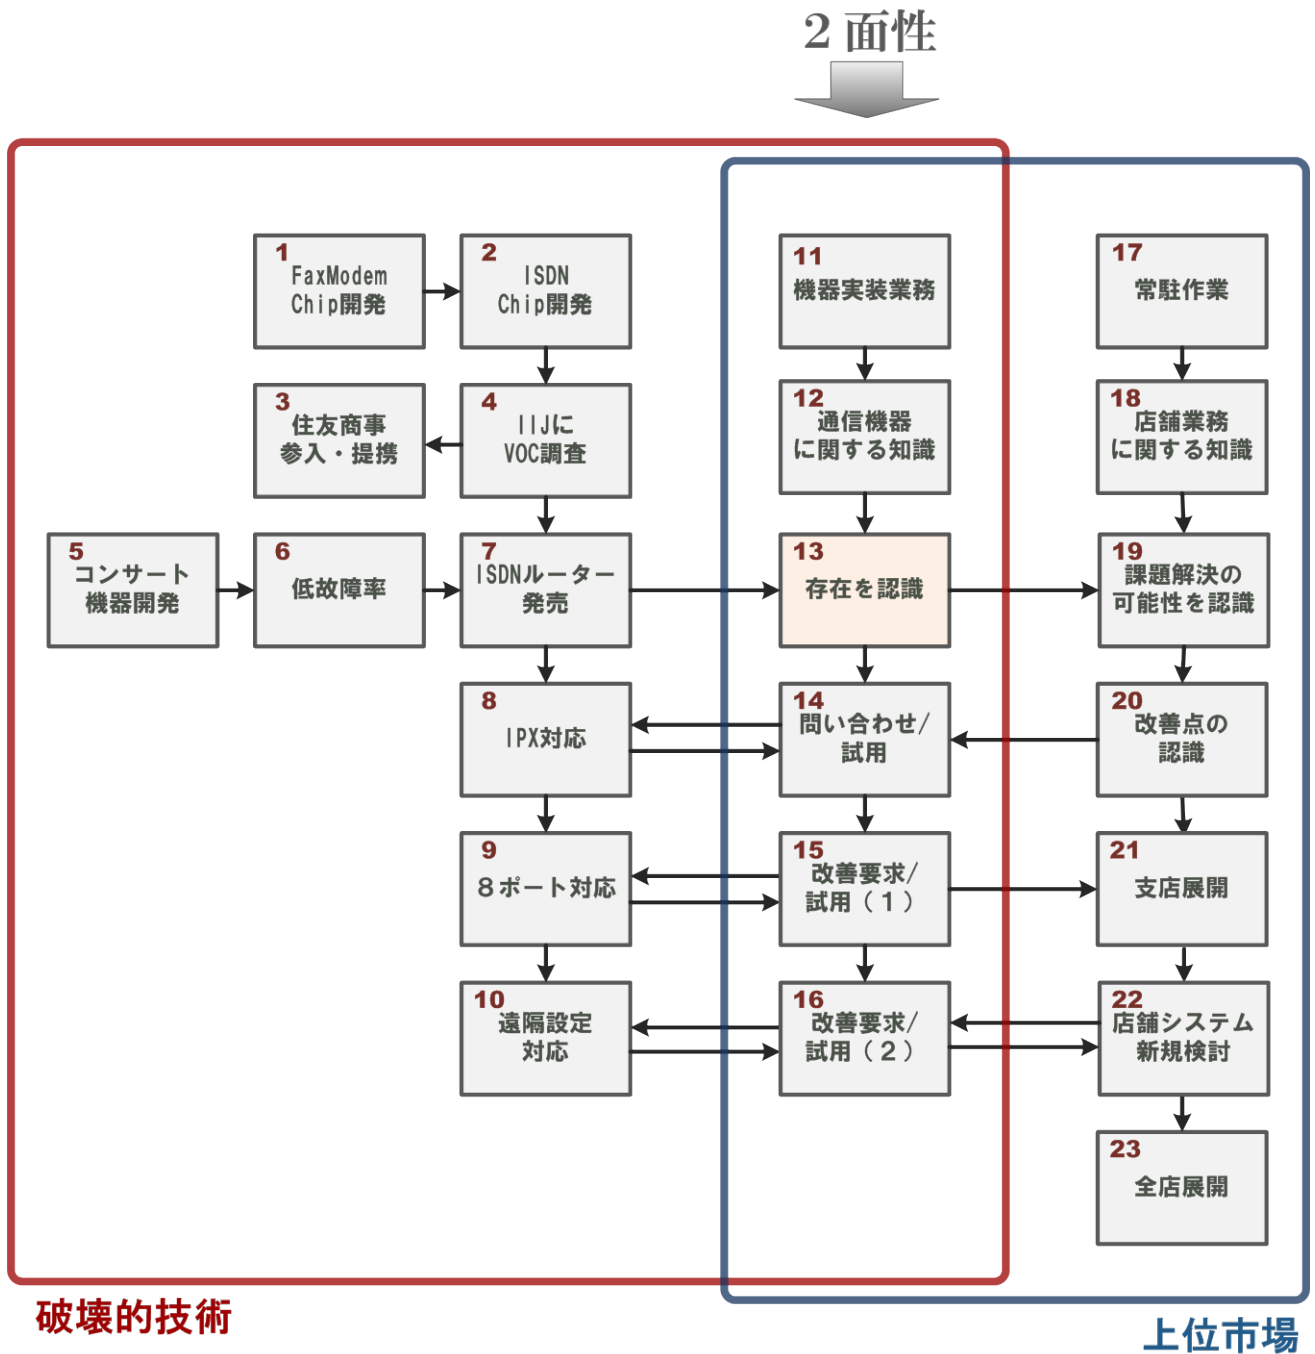 2面性
1
FaxModem
Chip開発
2
ISDN
Chip開発
11
機器実装業務
17
常駐作業
3
住友商事
参入・提携
4
IIJに
VOC調査
12
通信機器
に関する知識
18
店舗業務
に関する知識
5
コンサート
機器開発
6
低故障率
7
ISDNルーター
発売
13
存在を認識
19
課題解決の
可能性を認識
8
IPX対応
14
問い合わせ/
試用
20
改善点の
認識
9
8ポート対応
15
改善要求/
試用(1)
21
支店展開
10
遠隔設定
対応
16
改善要求/
試用(2)
22
店舗システム
新規検討
23
全店展開
破壊的技術
上位市場